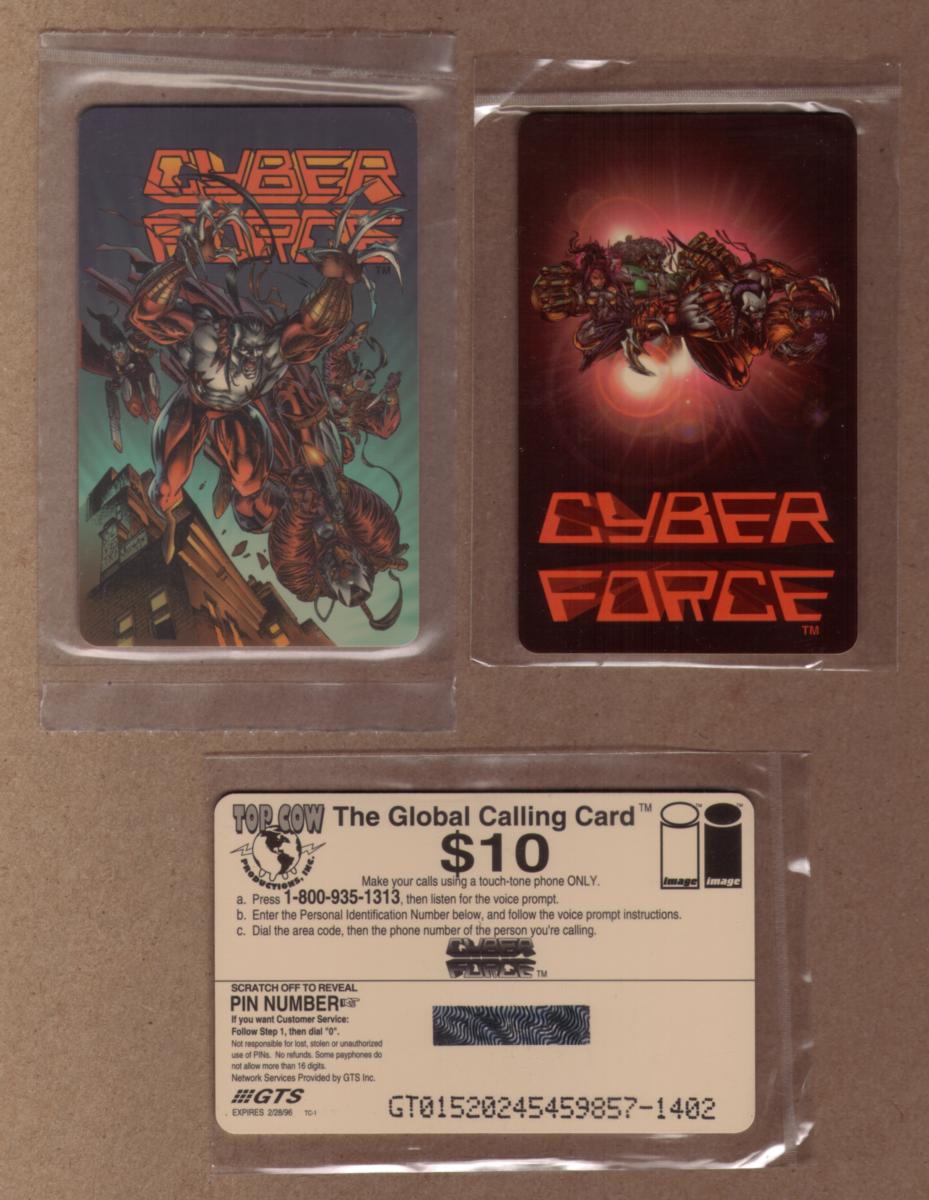 CYBER
FORCE
TM
CYBER
FORCE
TM
TOP COW
PRODUCTIONS, INC.
The Global Calling Card™
$10
image™
image™
Make your calls using a touch-tone phone ONLY.
a. Press 1-800-935-1313, then listen for the voice prompt.
b. Enter the Personal Identification Number below, and follow the voice prompt instructions.
c. Dial the area code, then the phone number of the person you're calling.
CYBER
FORCE TM
SCRATCH OFF TO REVEAL
PIN NUMBER
If you want Customer Service:
Follow Step 1, then dial "0".
Not responsible for lost, stolen or unauthorized
use of PINs. No refunds. Some payphones do
not allow more than 16 digits.
Network Services Provided by GTS Inc.
GTS
EXPIRES 2/28/96 TC-1
GT01520245459857-1402